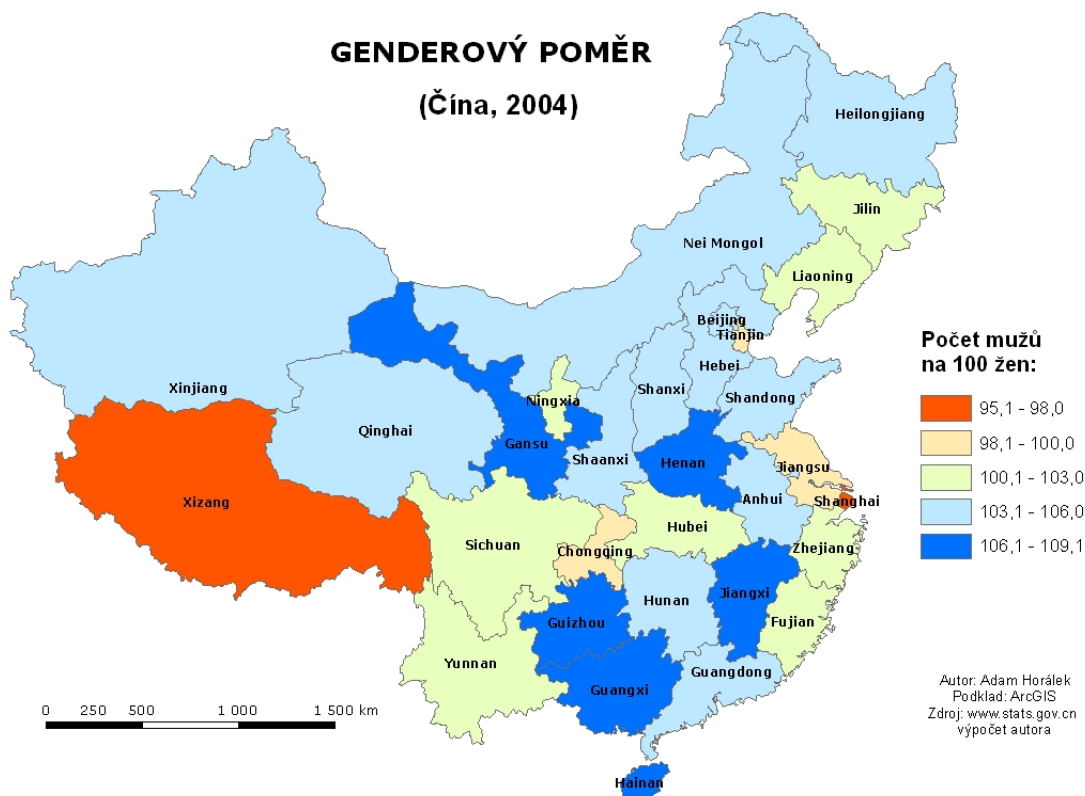 GENDEROVÝ POMĚR
(Čína, 2004)
Heilongjiang
Jilin
Nei Mongol
Liaoning
Beijing
Tianjin
Hebei
Shanxi
Shandong
Xinjiang
Ningxia
Qinghai
Gansu
Shaanxi
Henan
Jiangsu
Anhui
Shanghai
Xizang
Sichuan
Chongqing
Hubei
Zhejiang
Hunan
Jiangxi
Guizhou
Fujian
Yunnan
Guangxi
Guangdong
Hainan
Počet mužů
na 100 žen:
95,1 - 98,0
98,1 - 100,0
100,1 - 103,0
103,1 - 106,0
106,1 - 109,1
0 250 500 1 000 1 500 km
Autor: Adam Horálek
Podklad: ArcGIS
Zdroj: www.stats.gov.cn
výpočet autora